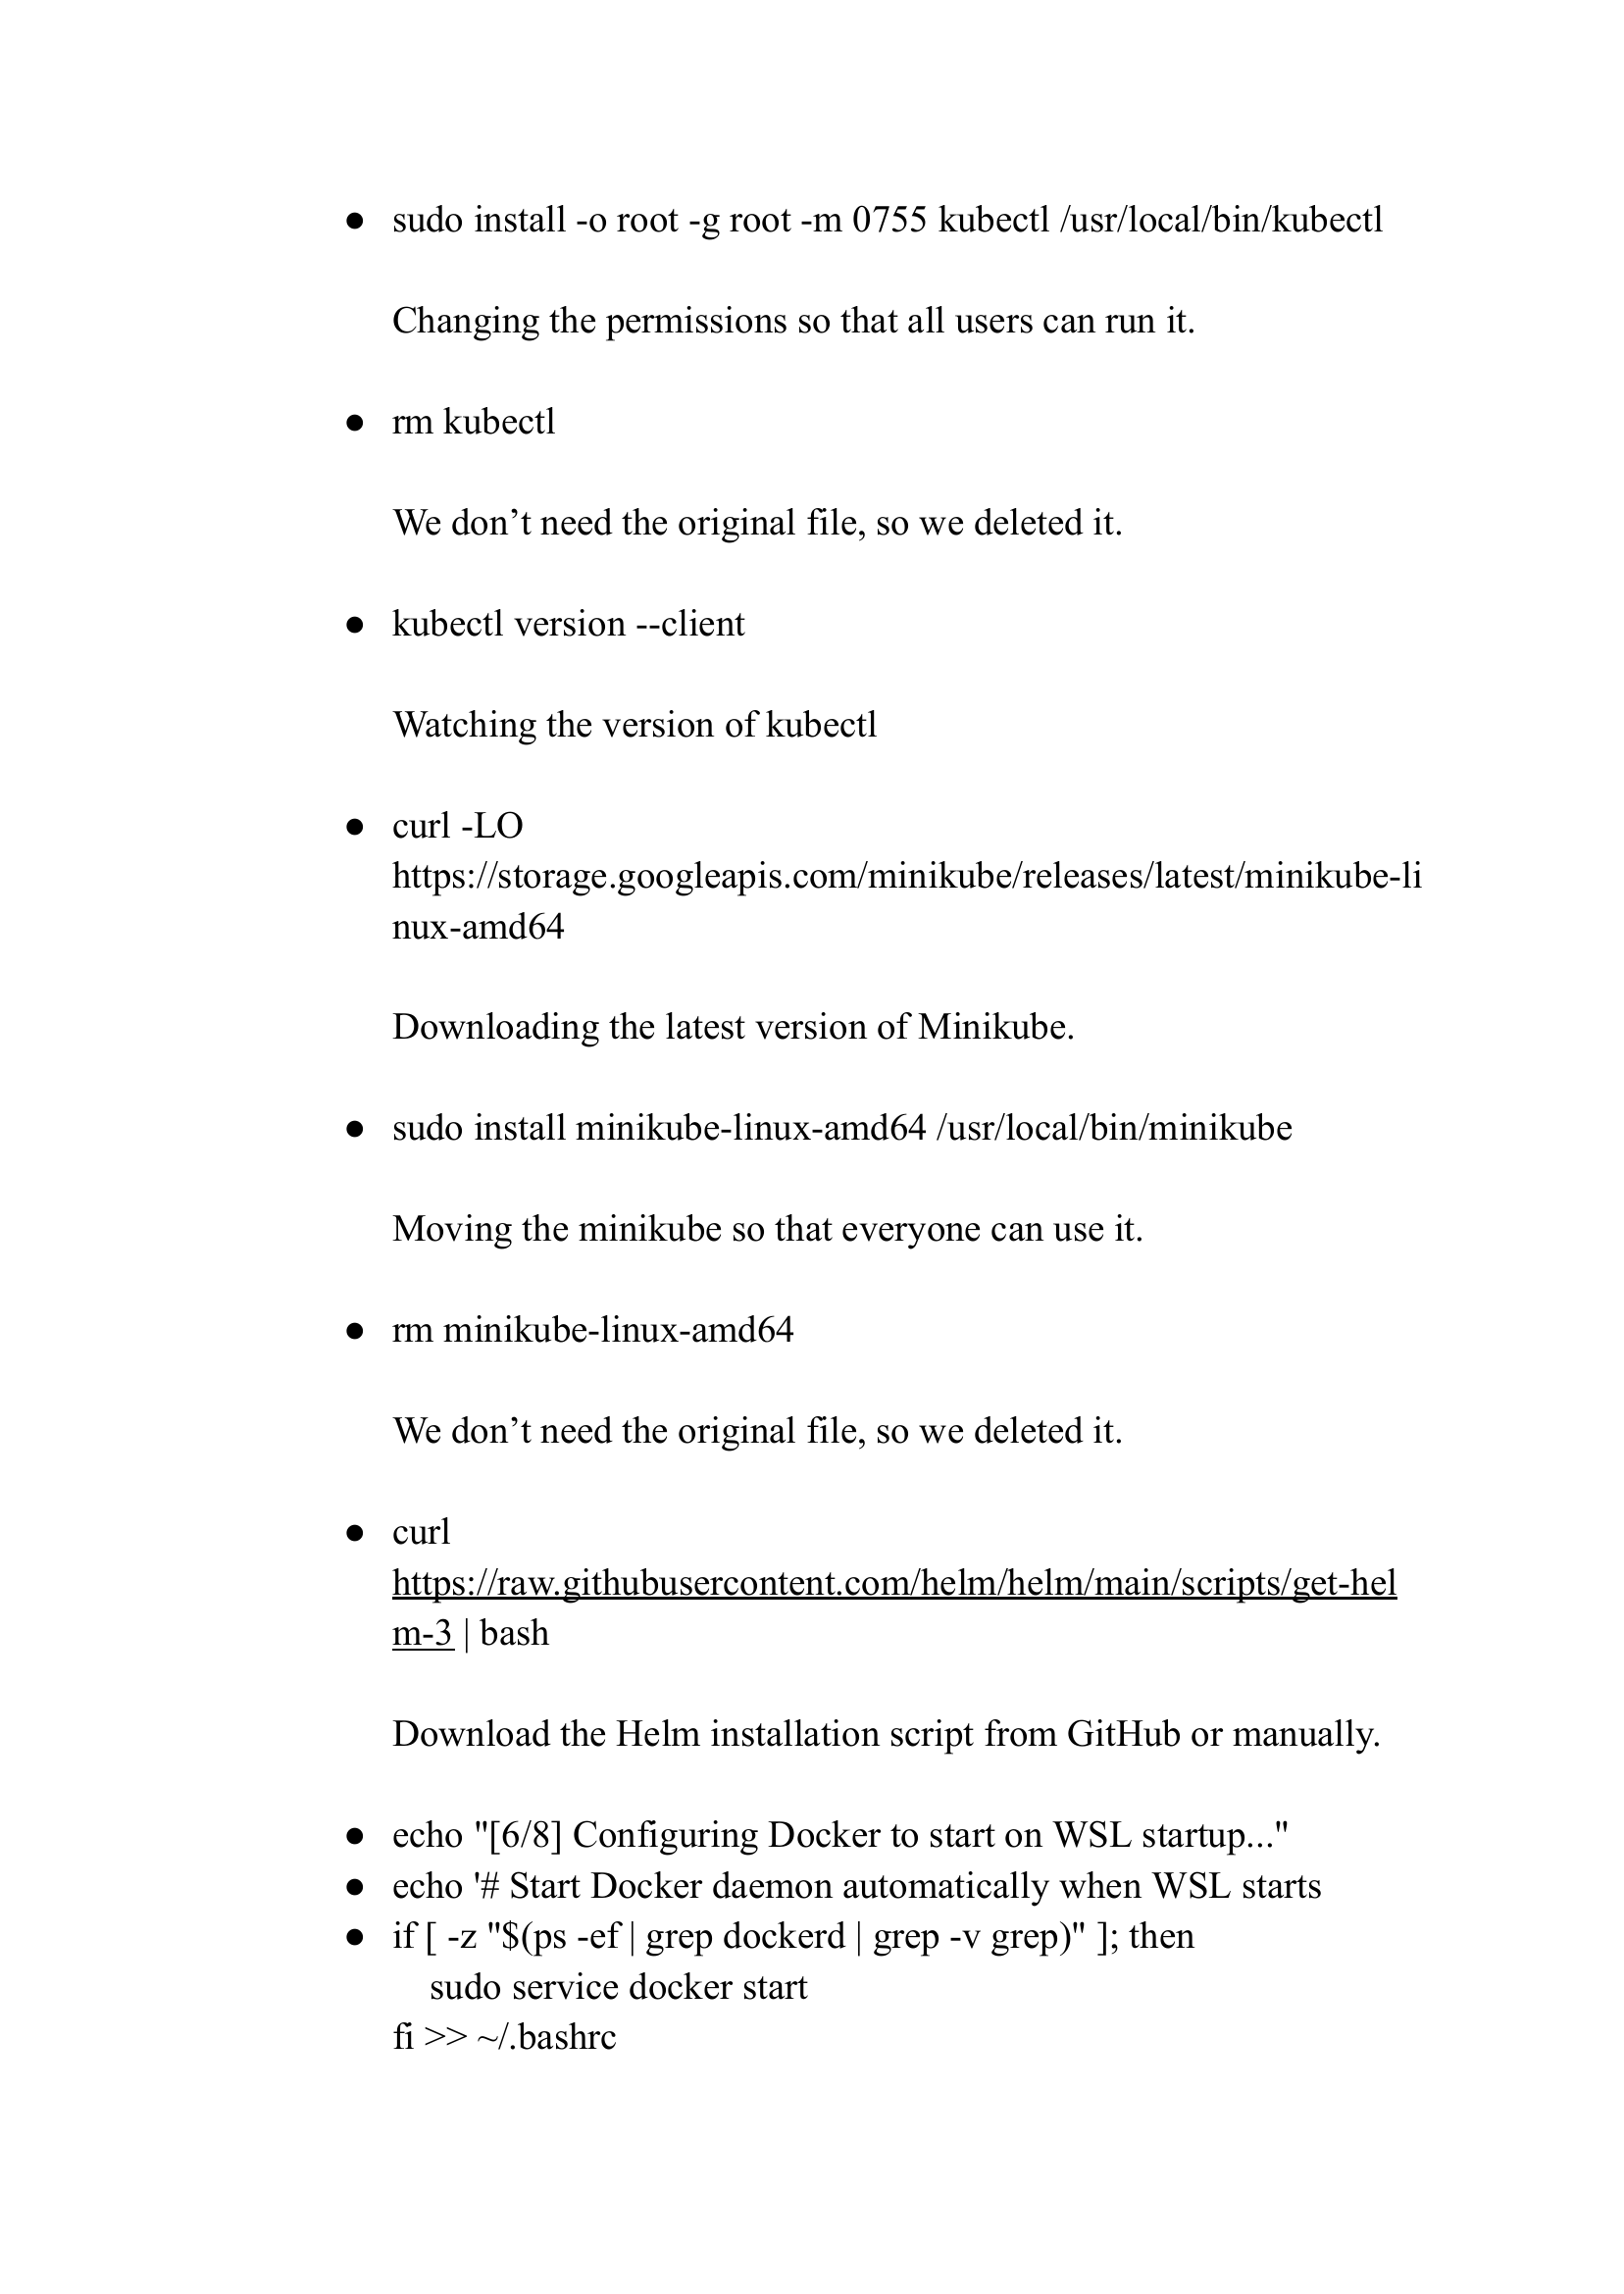 ● sudo install -o root -g root -m 0755 kubectl /usr/local/bin/kubectl
Changing the permissions so that all users can run it.
● rm kubectl
We don’t need the original file, so we deleted it.
● kubectl version --client
Watching the version of kubectl
● curl -LO
https://storage.googleapis.com/minikube/releases/latest/minikube-li
nux-amd64
Downloading the latest version of Minikube.
● sudo install minikube-linux-amd64 /usr/local/bin/minikube
Moving the minikube so that everyone can use it.
● rm minikube-linux-amd64
We don’t need the original file, so we deleted it.
● curl
https://raw.githubusercontent.com/helm/helm/main/scripts/get-hel
m-3 | bash
Download the Helm installation script from GitHub or manually.
● echo "[6/8] Configuring Docker to start on WSL startup..."
● echo '# Start Docker daemon automatically when WSL starts
● if [ -z "$(ps -ef | grep dockerd | grep -v grep)" ]; then
sudo service docker start
fi >> ~/.bashrc